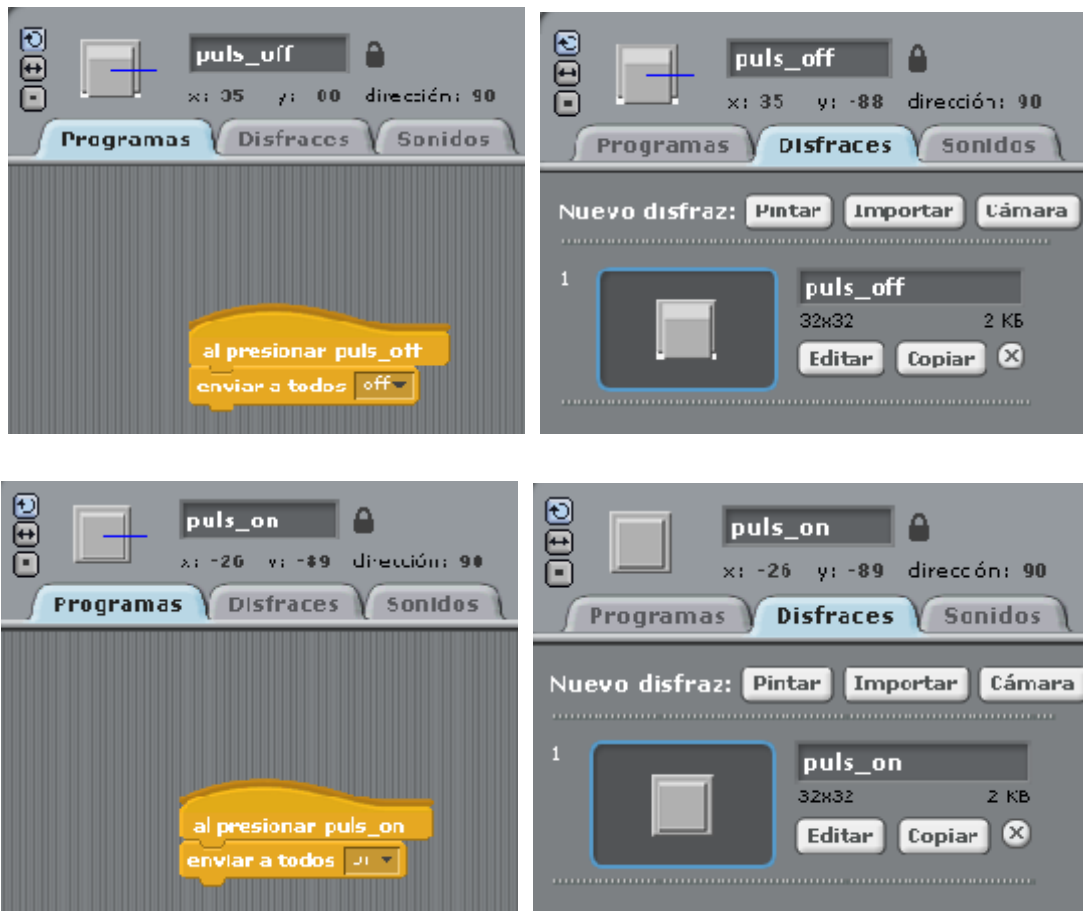 puls_off
x: 35 y: dirección: 90
Programas Disfraces Sonidos
al presionar puls_off
enviar a todos off
puls_off
x: 35 y: -88 dirección: 90
Programas Disfraces Sonidos
Nuevo disfraz: Pintar Importar Cámara
1
puls_off
32x32 2 KB
Editar Copiar
puls_on
x: -26 y: -89 dirección: 90
Programas Disfraces Sonidos
al presionar puls_on
enviar a todos
puls_on
x: -26 y: -89 dirección: 90
Programas Disfraces Sonidos
Nuevo disfraz: Pintar Importar Cámara
1
puls_on
32x32 2 KB
Editar Copiar